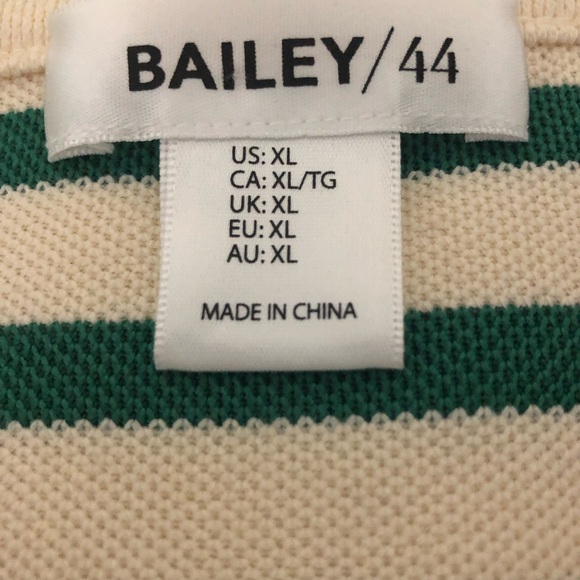 BAILEY/44
US: XL
CA: XL/TG
UK: XL
EU: XL
AU: XL
MADE IN CHINA